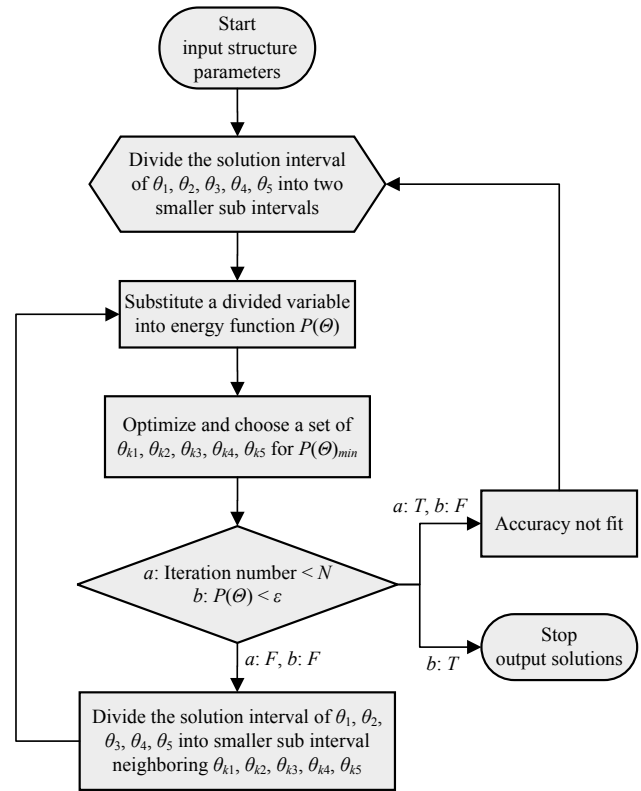 Start
input structure
parameters
Divide the solution interval
of θ1, θ2, θ3, θ4, θ5 into two
smaller sub intervals
Substitute a divided variable
into energy function P(Θ)
Optimize and choose a set of
θk1, θk2, θk3, θk4, θk5 for P(Θ)min
a: T, b: F
Accuracy not fit
a: Iteration number < N
b: P(Θ) < ε
Stop
output solutions
b: T
a: F, b: F
Divide the solution interval of θ1, θ2,
θ3, θ4, θ5 into smaller sub interval
neighboring θk1, θk2, θk3, θk4, θk5